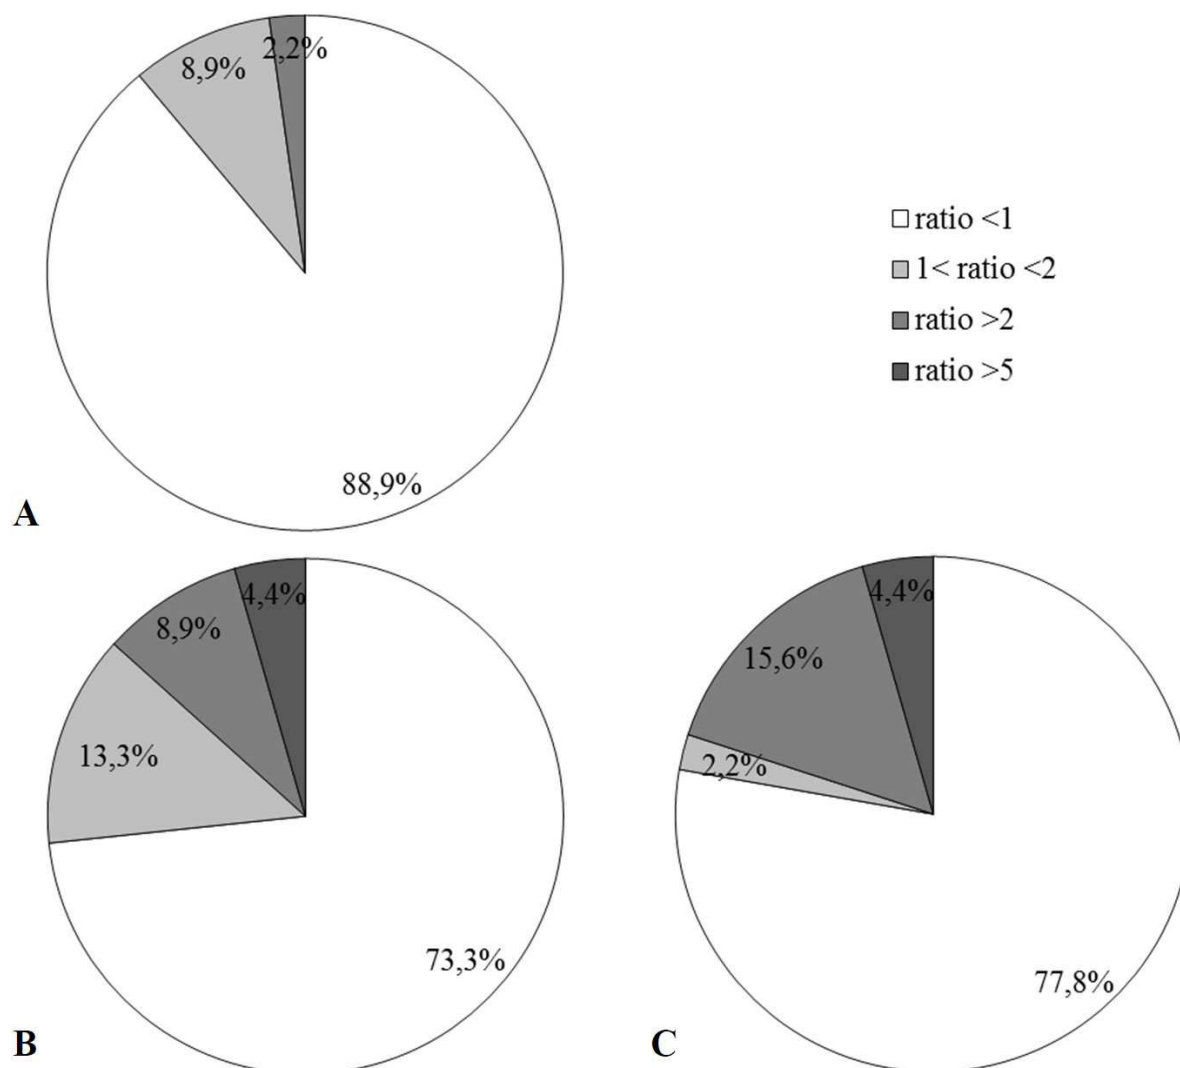 2,2%
8,9%
88,9%
A
ratio <1
1< ratio <2
ratio >2
ratio >5
4,4%
8,9%
13,3%
73,3%
B
4,4%
15,6%
2,2%
77,8%
C